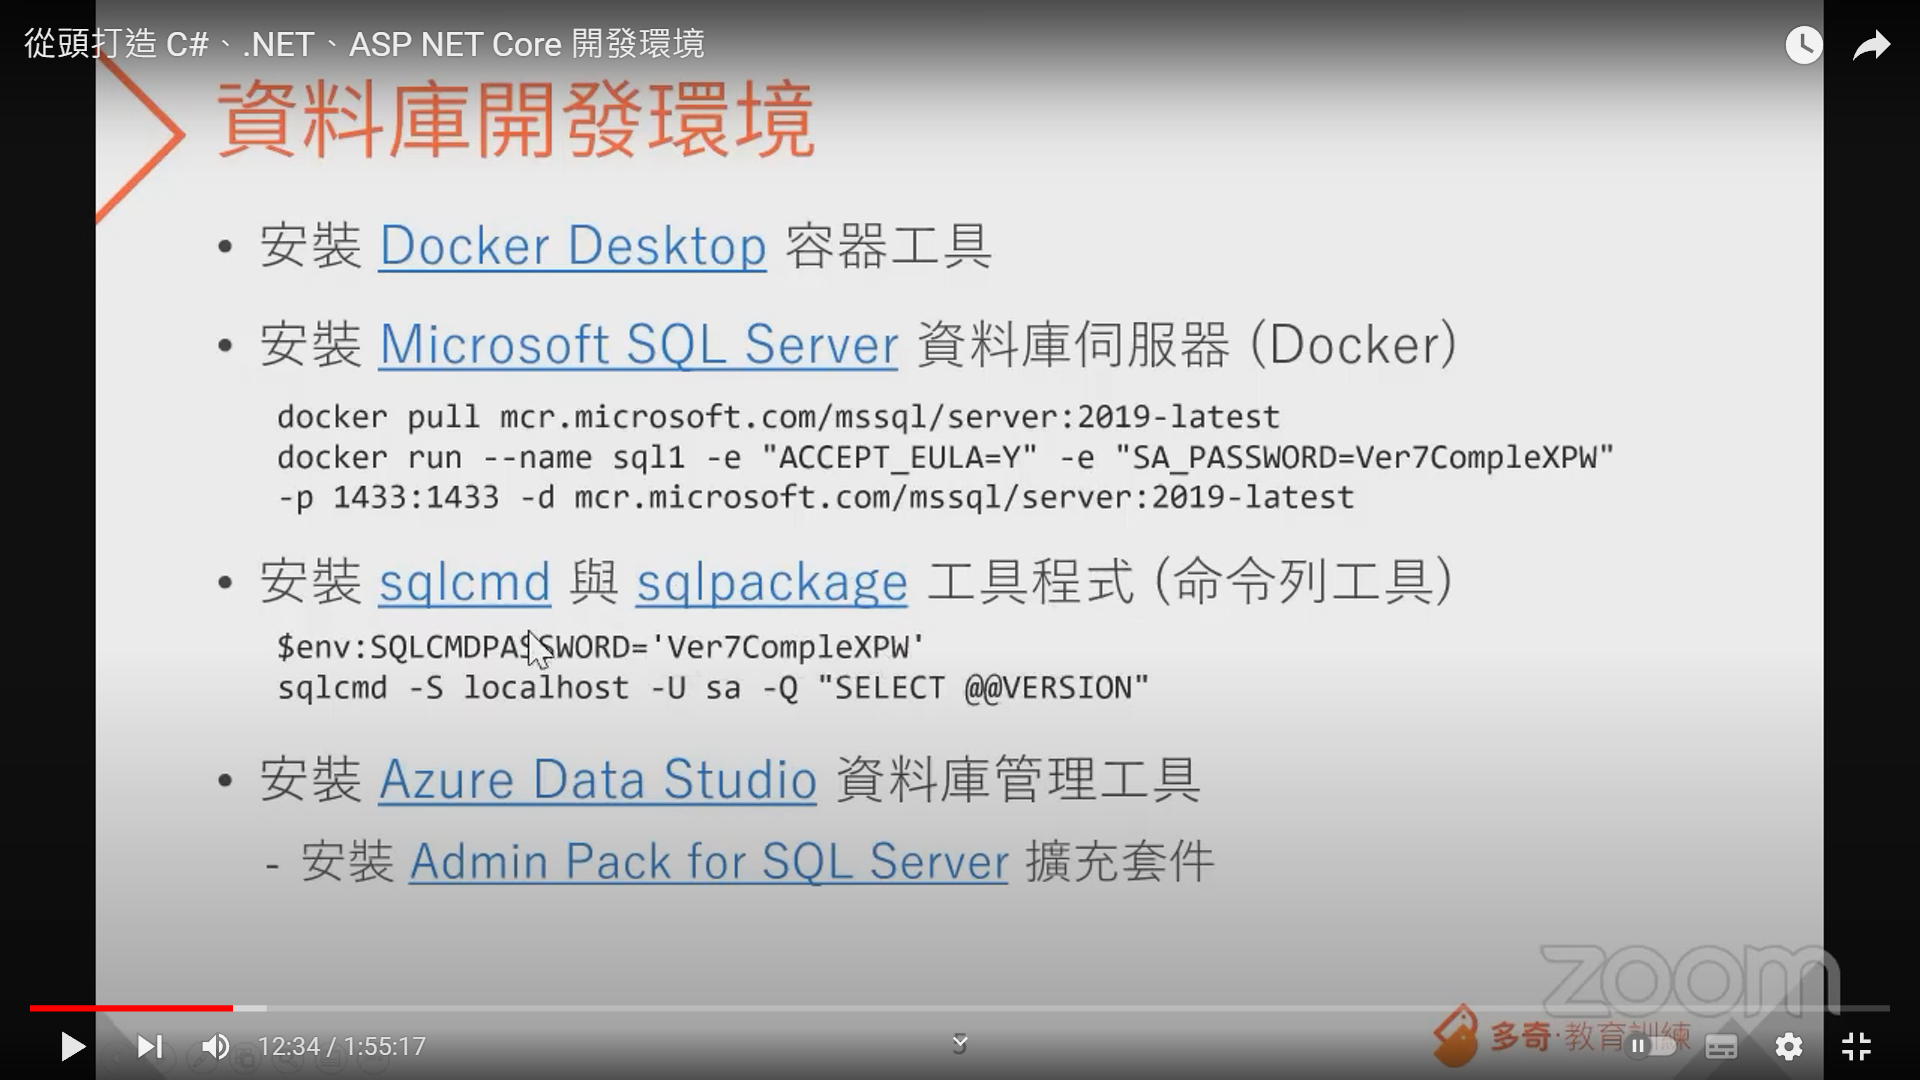 從頭打造 C#、.NET、ASP NET Core 開發環境
資料庫開發環境
• 安裝 Docker Desktop 容器工具
• 安裝 Microsoft SQL Server 資料庫伺服器 (Docker)
docker pull mcr.microsoft.com/mssql/server:2019-latest
docker run --name sql1 -e "ACCEPT_EULA=Y" -e "SA_PASSWORD=Ver7CompleXPW"
-p 1433:1433 -d mcr.microsoft.com/mssql/server:2019-latest
• 安裝 sqlcmd 與 sqlpackage 工具程式 (命令列工具)
$env:SQLCMDPASSWORD='Ver7CompleXPW'
sqlcmd -S localhost -U sa -Q "SELECT @@VERSION"
• 安裝 Azure Data Studio 資料庫管理工具
- 安裝 Admin Pack for SQL Server 擴充套件
zoom
12:34 / 1:55:17
5
多奇·教育訓練